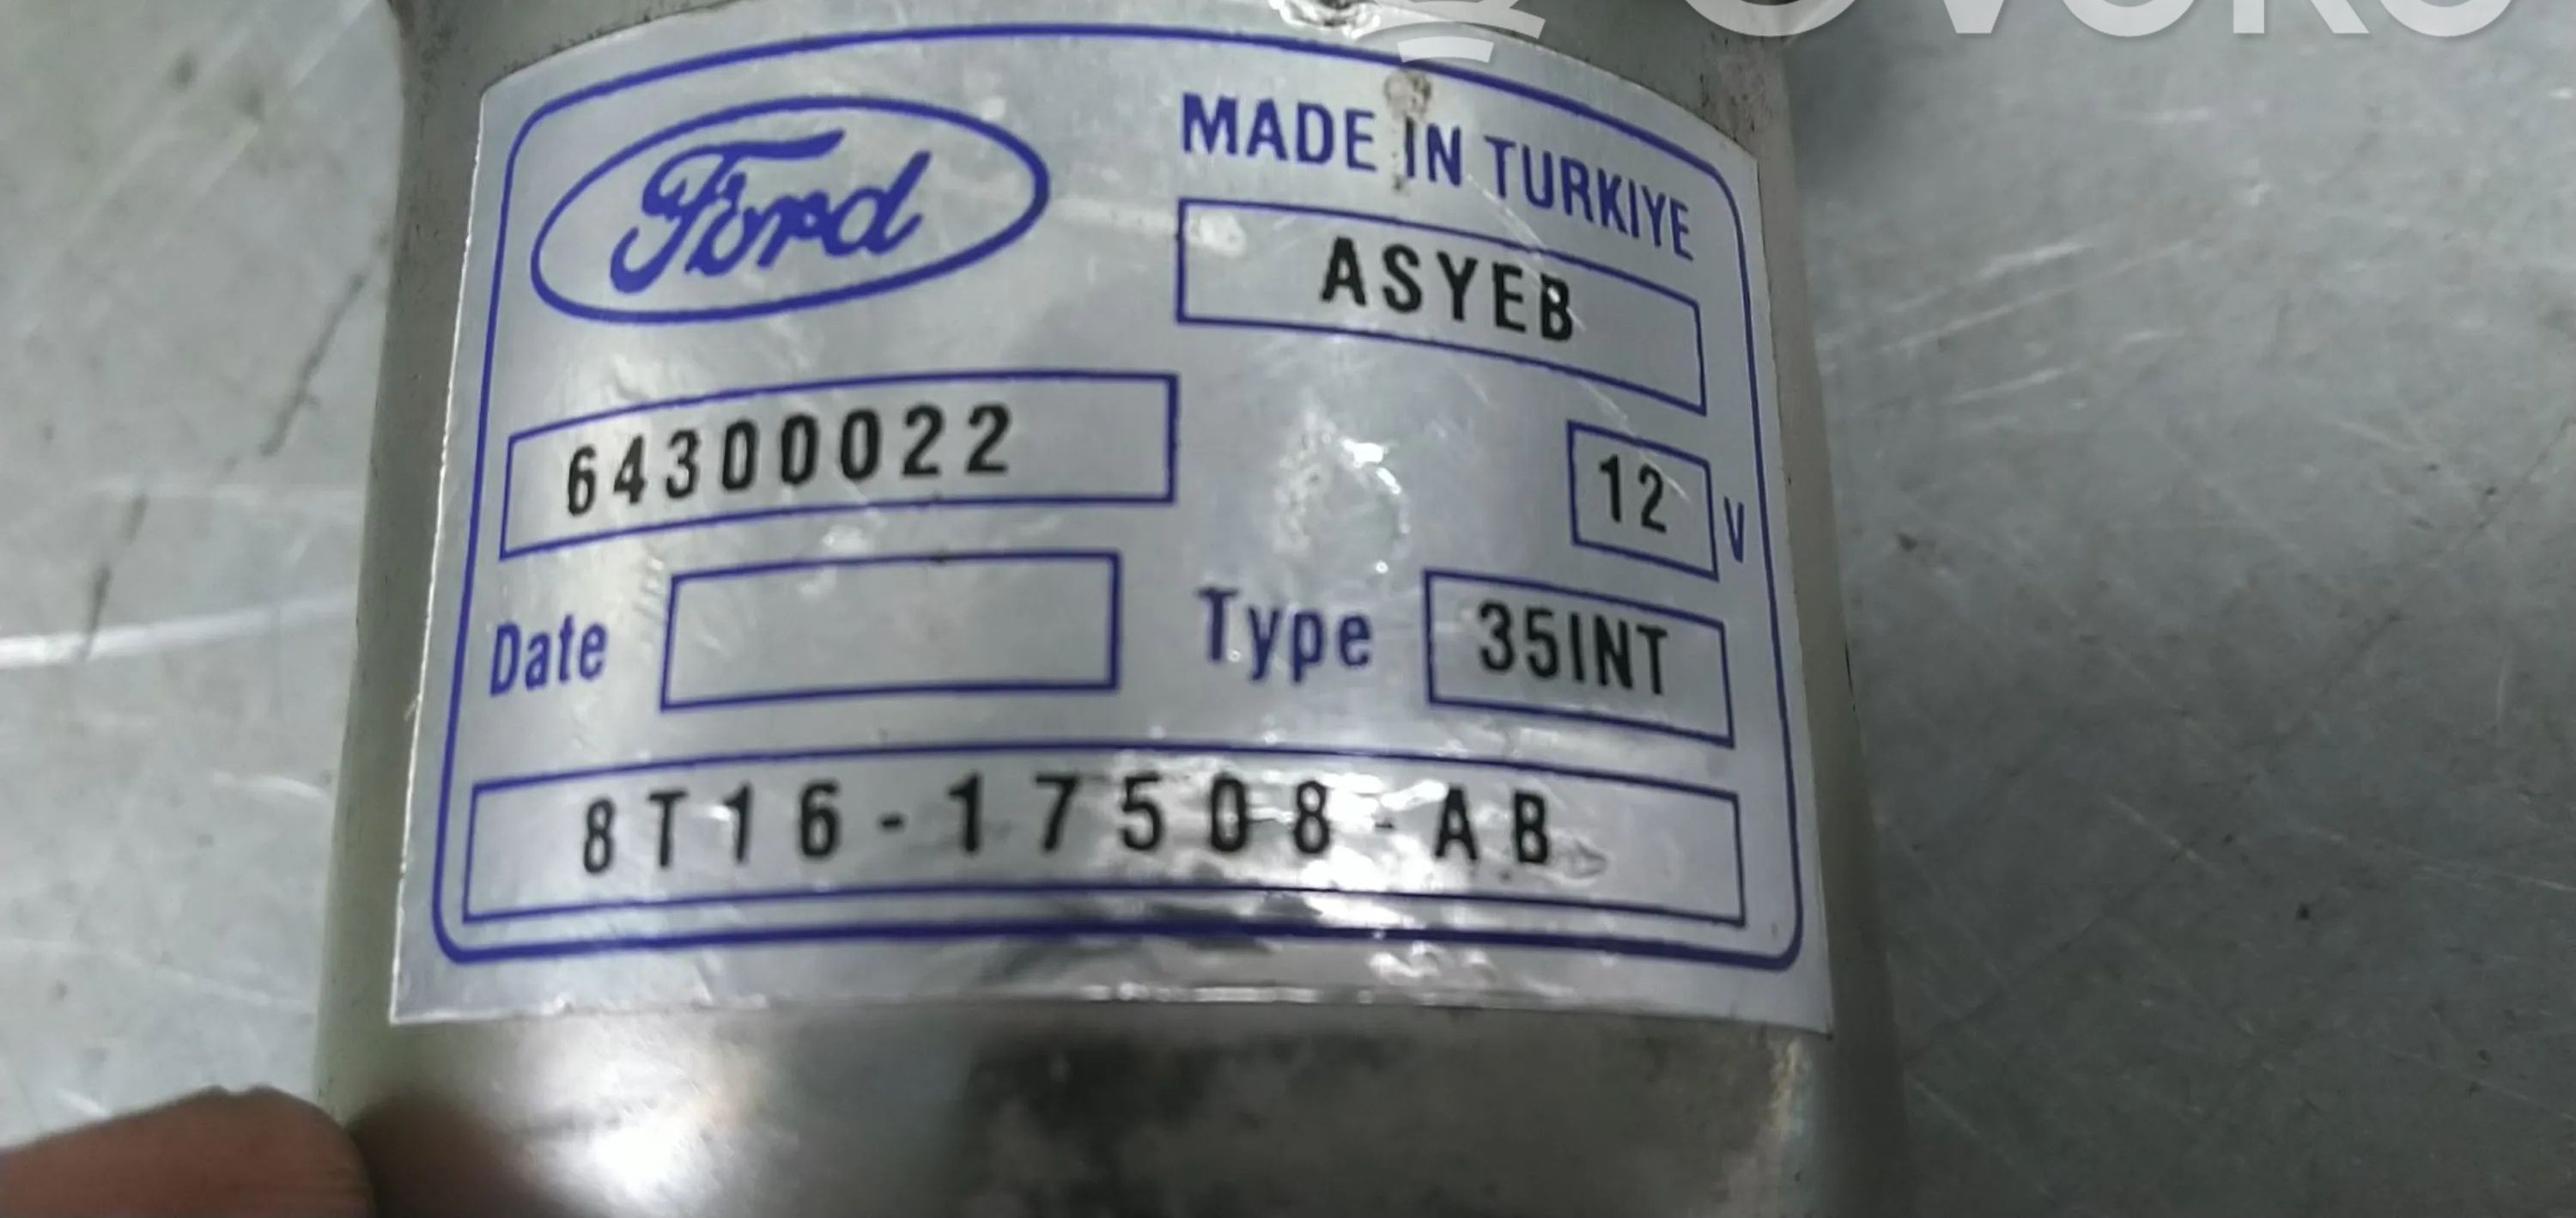 Ford
MADE IN TURKIYE
ASYEB
64300022
12 V
Date
Type 35INT
8T16-17508-AB